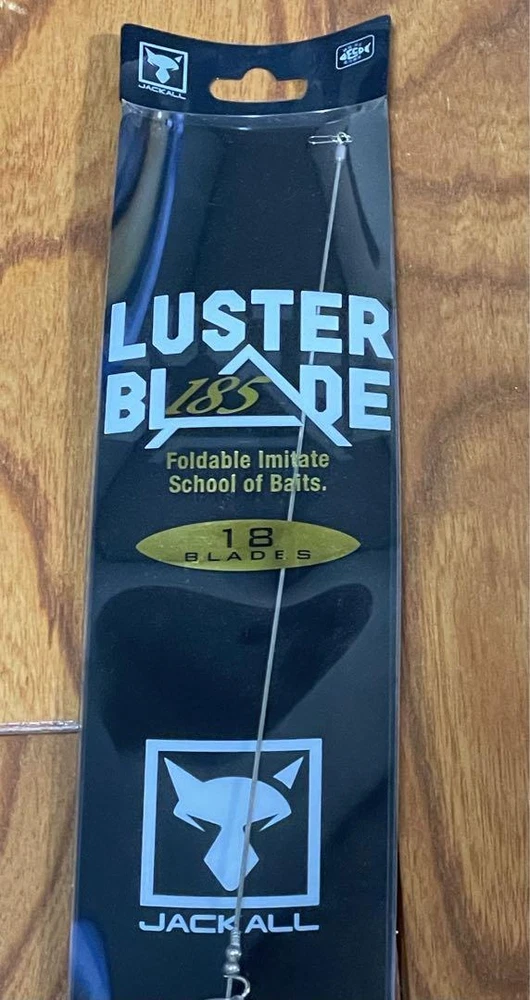 JACKALL
LUSTER
BLADE
185
Foldable Imitate
School of Baits.
18
BLADES
JACKALL